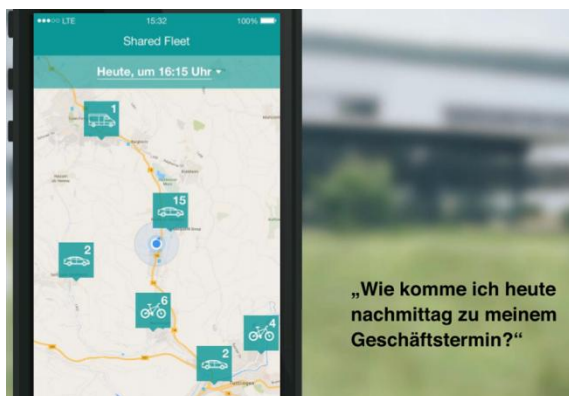 ●●●○○ LTE 15:32 100%
Shared Fleet
Heute, um 16:15 Uhr
1
15
2
6
4
2
Tuttlingen
„Wie komme ich heute
nachmittag zu meinem
Geschäftstermin?“